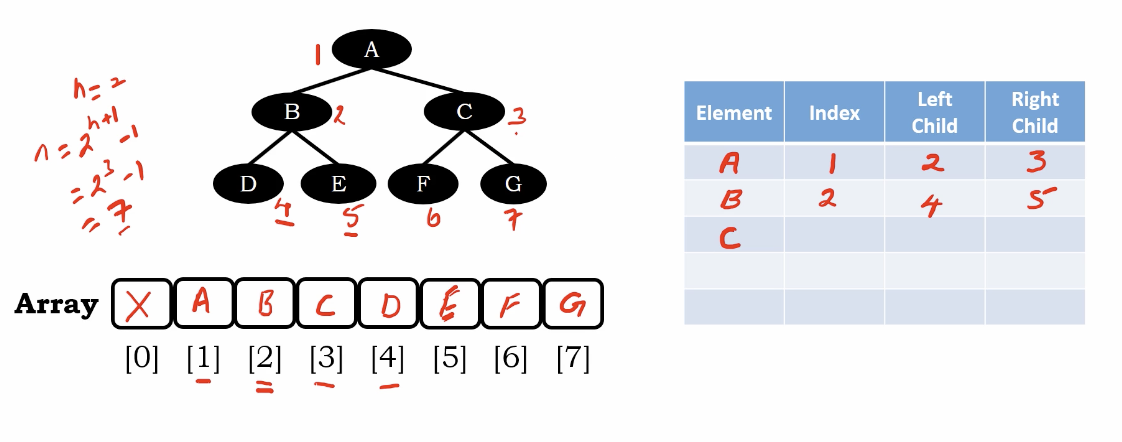 h = 2
n = 2^h+1 - 1
= 2^3 - 1
= 7
1 A
B 2 C 3
D E F G
4 5 6 7
Array X A B C D E F G
[0] [1] [2] [3] [4] [5] [6] [7]
Element Index Left Child Right Child
A 1 2 3
B 2 4 5
C